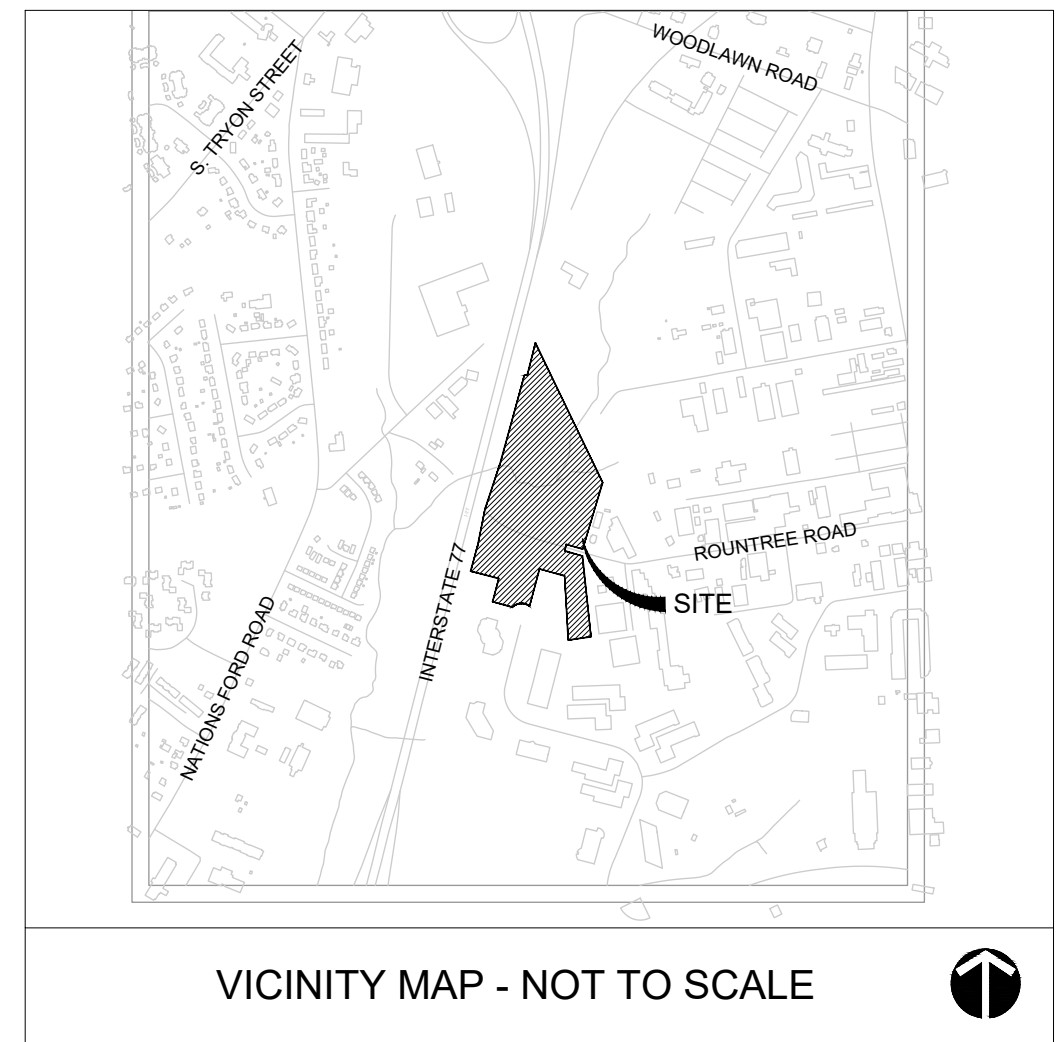 WOODLAWN ROAD
S. TRYON STREET
ROUNTREE ROAD
INTERSTATE 77
SITE
NATIONS FORD ROAD
VICINITY MAP - NOT TO SCALE